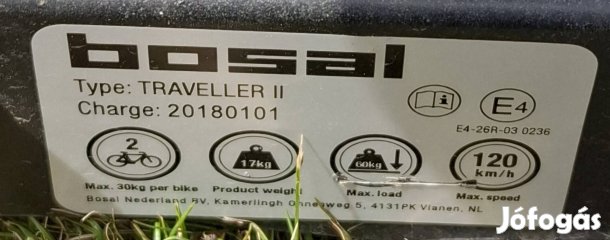 bosal
Type: TRAVELLER II
Charge: 20180101
i
E4
E4-26R-03 0236
2
17kg
60kg
120
km/h
Max. 30kg per bike
Product weight
Max. load
Max. speed
Bosal Nederland BV, Kamerlingh Onnesweg 5, 4131PK Vianen, NL
Jófogás